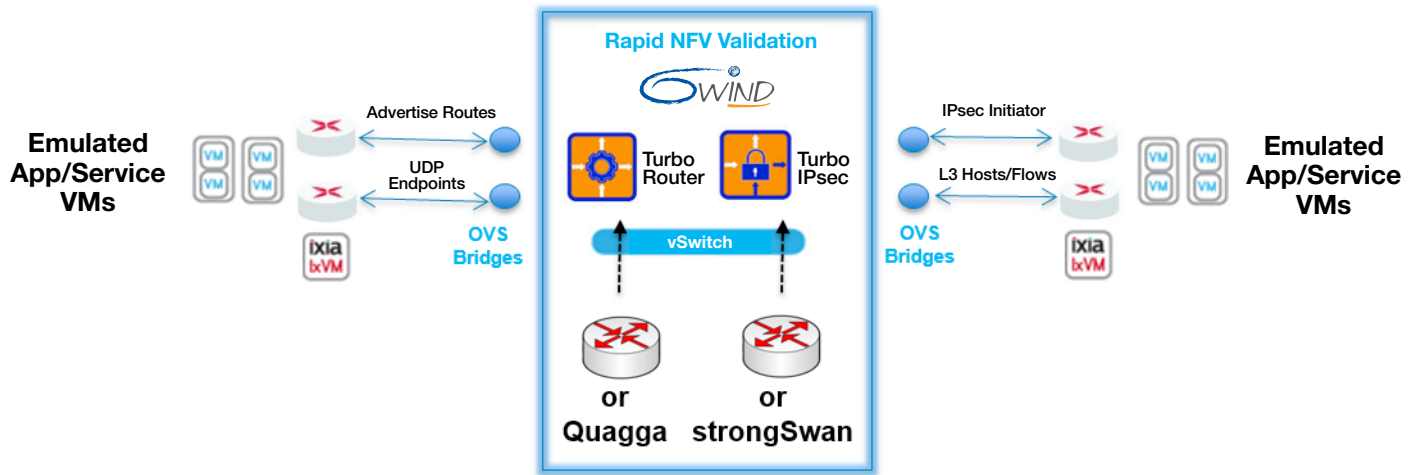 Rapid NFV Validation
6WIND
Emulated
App/Service
VMs
VM
VM
VM
VM
Advertise Routes
UDP
Endpoints
ixia
IxVM
OVS
Bridges
Turbo
Router
Turbo
IPsec
vSwitch
or
Quagga
or
strongSwan
IPsec Initiator
L3 Hosts/Flows
OVS
Bridges
VM
VM
VM
VM
ixia
IxVM
Emulated
App/Service
VMs